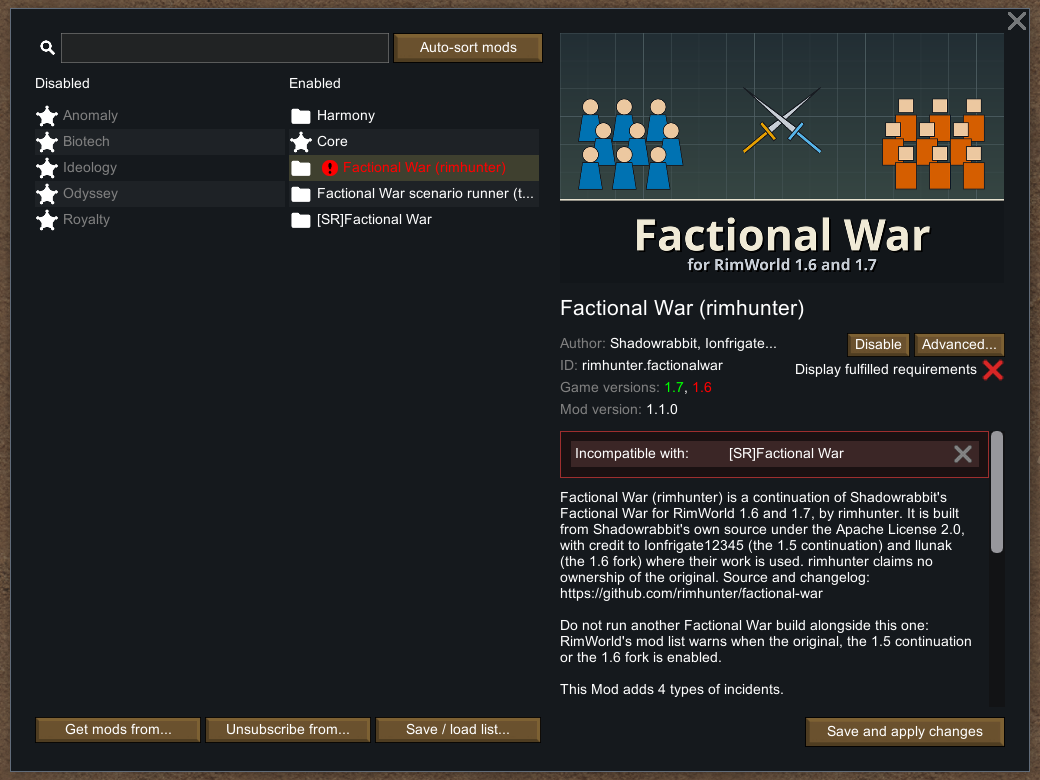 Auto-sort mods
Disabled
Enabled
Anomaly
Biotech
Ideology
Odyssey
Royalty
Harmony
Core
Factional War (rimhunter)
Factional War scenario runner (t...
[SR]Factional War
Factional War
for RimWorld 1.6 and 1.7
Factional War (rimhunter)
Author: Shadowrabbit, Ionfrigate...
Disable
Advanced...
ID: rimhunter.factionalwar
Display fulfilled requirements
Game versions: 1.7, 1.6
Mod version: 1.1.0
Incompatible with: [SR]Factional War
Factional War (rimhunter) is a continuation of Shadowrabbit's
Factional War for RimWorld 1.6 and 1.7, by rimhunter. It is built
from Shadowrabbit's own source under the Apache License 2.0,
with credit to Ionfrigate12345 (the 1.5 continuation) and llunak
(the 1.6 fork) where their work is used. rimhunter claims no
ownership of the original. Source and changelog:
https://github.com/rimhunter/factional-war
Do not run another Factional War build alongside this one:
RimWorld's mod list warns when the original, the 1.5 continuation
or the 1.6 fork is enabled.
This Mod adds 4 types of incidents.
Get mods from...
Unsubscribe from...
Save / load list...
Save and apply changes